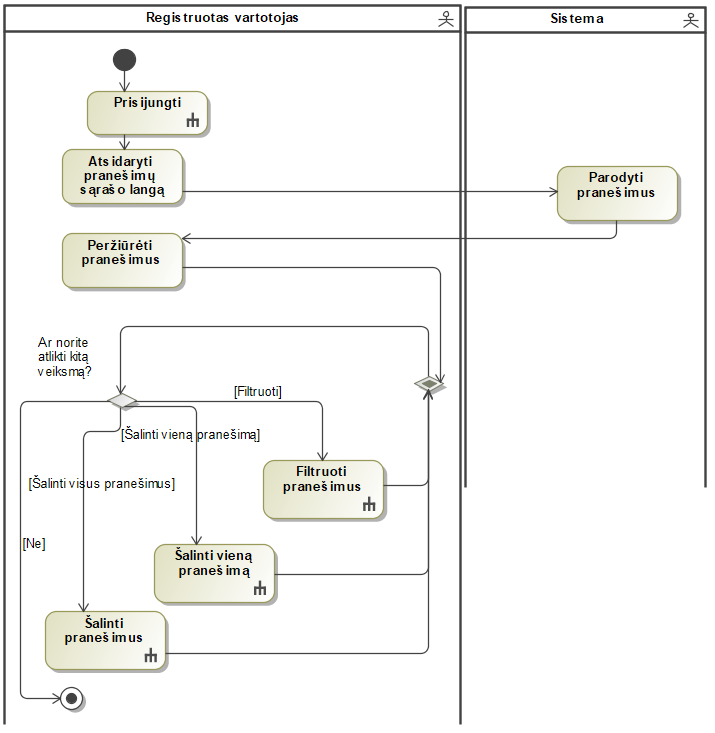 Registruotas vartotojas
Sistema
Prisijungti
Atsidaryti
pranešimų
sąrašo langą
Parodyti
pranešimus
Peržiūrėti
pranešimus
Ar norite
atlikti kitą
veiksmą?
[Filtruoti]
[Šalinti vieną pranešimą]
Filtruoti
pranešimus
[Šalinti visus pranešimus]
[Ne]
Šalinti vieną
pranešimą
Šalinti
pranešimus